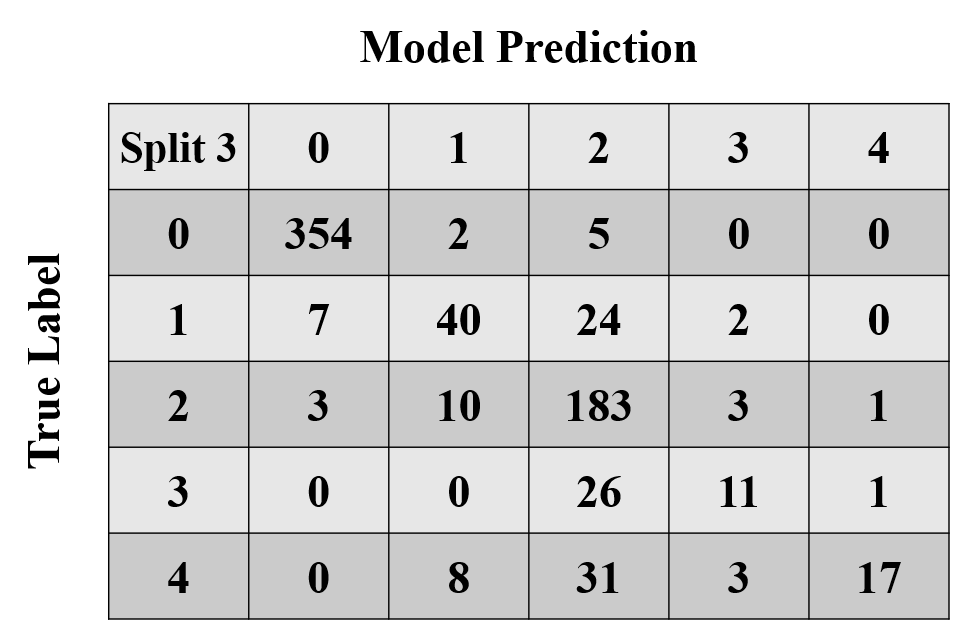 Model Prediction
True Label
Split 3 0 1 2 3 4
0 354 2 5 0 0
1 7 40 24 2 0
2 3 10 183 3 1
3 0 0 26 11 1
4 0 8 31 3 17